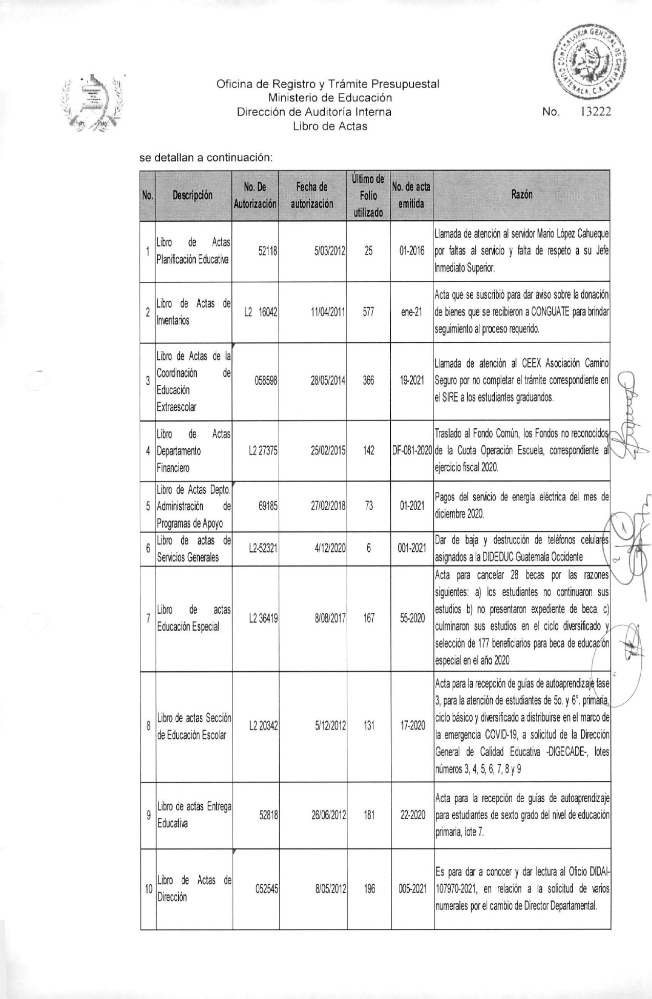 CONTRALORIA GENERAL DE CUENTAS
GUATEMALA, C.A.
Oficina de Registro y Trámite Presupuestal
Ministerio de Educación
Dirección de Auditoría Interna
Libro de Actas
No. 13222
se detallan a continuación:
No. Descripción No. De Autorización Fecha de autorización Último de Folio utilizado No. de acta emitida Razón
1 Libro de Actas Planificación Educativa 52118 5/03/2012 25 01-2016
Llamada de atención al servidor Mario López Cahueque
por faltas al servicio y falta de respeto a su Jefe
Inmediato Superior.
2 Libro de Actas de Inventarios L2 16042 11/04/2011 577 ene-21
Acta que se suscribió para dar aviso sobre la donación
de bienes que se recibieron a CONGUATE para brindar
seguimiento al proceso requerido.
3 Libro de Actas de la Coordinación de Educación Extraescolar 058598 28/05/2014 366 19-2021
Llamada de atención al CEEX Asociación Camino
Seguro por no completar el trámite correspondiente en
el SIRE a los estudiantes graduandos.
4 Libro de Actas Departamento Financiero L2 27375 25/02/2015 142 DF-081-2020
Traslado al Fondo Común, los Fondos no reconocidos
de la Cuota Operación Escuela, correspondiente al
ejercicio fiscal 2020.
5 Libro de Actas Depto. Administración de Programas de Apoyo 69185 27/02/2018 73 01-2021
Pagos del servicio de energía eléctrica del mes de
diciembre 2020.
6 Libro de actas de Servicios Generales L2-52321 4/12/2020 6 001-2021
Dar de baja y destrucción de teléfonos celulares
asignados a la DIDEDUC Guatemala Occidente
7 Libro de actas Educación Especial L2 36419 8/08/2017 167 55-2020
Acta para cancelar 28 becas por las razones
siguientes: a) los estudiantes no continuaron sus
estudios b) no presentaron expediente de beca, c)
culminaron sus estudios en el ciclo diversificado y
selección de 177 beneficiarios para beca de educación
especial en el año 2020
8 Libro de actas Sección de Educación Escolar L2 20342 5/12/2012 131 17-2020
Acta para la recepción de guías de autoaprendizaje fase
3, para la atención de estudiantes de 5o. y 6°. primaria,
ciclo básico y diversificado a distribuirse en el marco de
la emergencia COVID-19, a solicitud de la Dirección
General de Calidad Educativa -DIGECADE-, lotes
números 3, 4, 5, 6, 7, 8 y 9
9 Libro de actas Entrega Educativa 52818 26/06/2012 181 22-2020
Acta para la recepción de guías de autoaprendizaje
para estudiantes de sexto grado del nivel de educación
primaria, lote 7.
10 Libro de Actas de Dirección 052545 8/05/2012 196 005-2021
Es para dar a conocer y dar lectura al Oficio DIDAI-
107970-2021, en relación a la solicitud de varios
numerales por el cambio de Director Departamental.